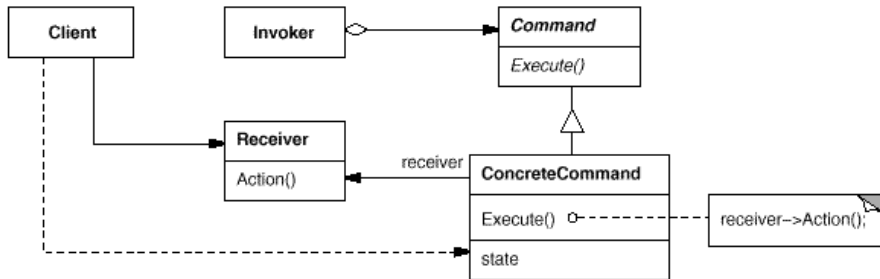 Client
Invoker
Command
Execute()
Receiver
Action()
receiver
ConcreteCommand
Execute()
receiver->Action();
state